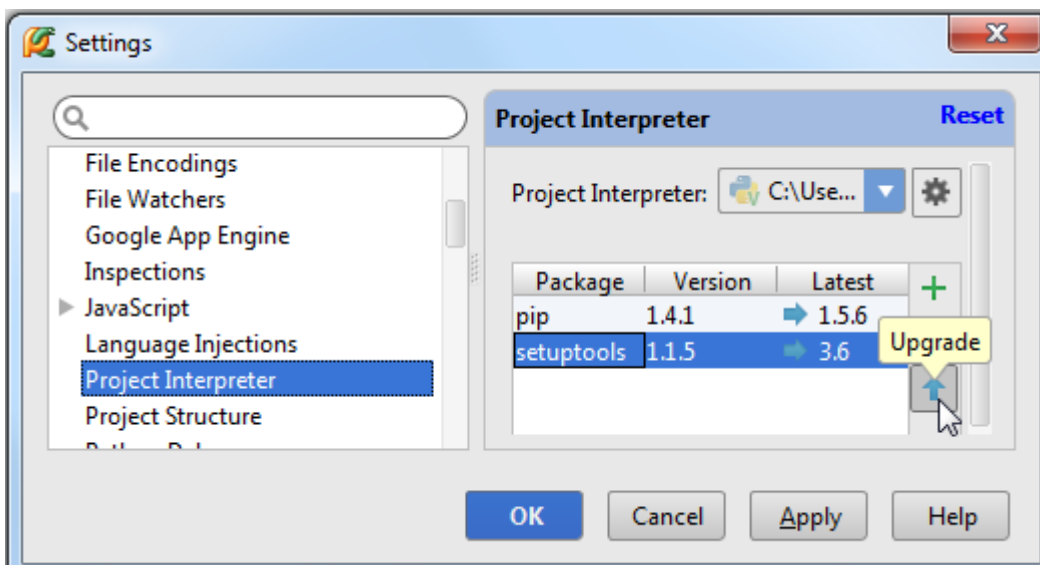 Settings
File Encodings
File Watchers
Google App Engine
Inspections
JavaScript
Language Injections
Project Interpreter
Project Structure
Project Interpreter
Reset
Project Interpreter:
C:\Use...
Package Version Latest
pip 1.4.1 1.5.6
setuptools 1.1.5 3.6
Upgrade
OK Cancel Apply Help